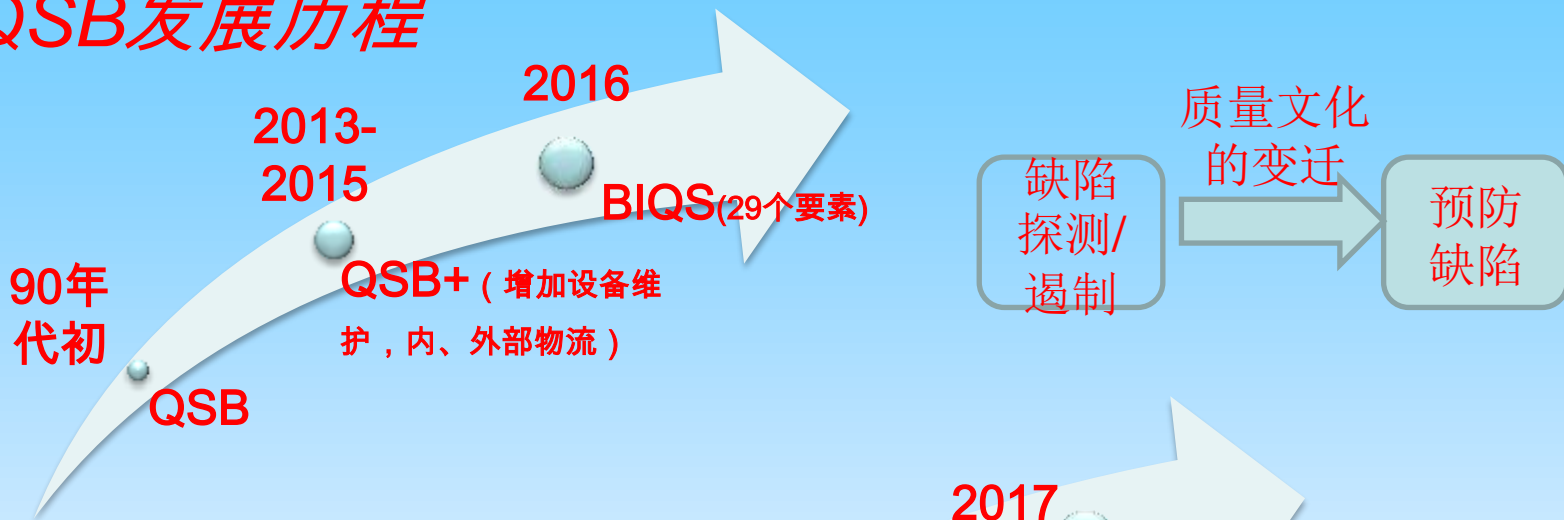 QSB发展历程
2016
2013-
2015
BIQS(29个要素)
90年
代初
QSB+（增加设备维
护，内、外部物流）
QSB
质量文化
的变迁
缺陷
探测/
遏制
预防
缺陷
2017